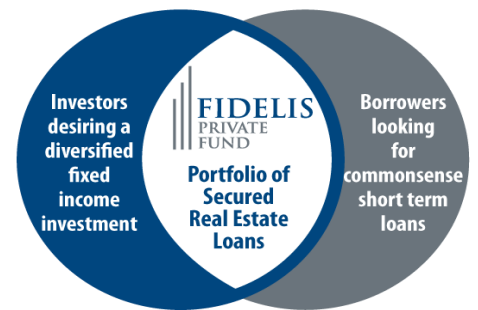 Investors
desiring a
diversified
fixed
income
investment
FIDELIS
PRIVATE
FUND
Portfolio of
Secured
Real Estate
Loans
Borrowers
looking
for
commonsense
short term
loans